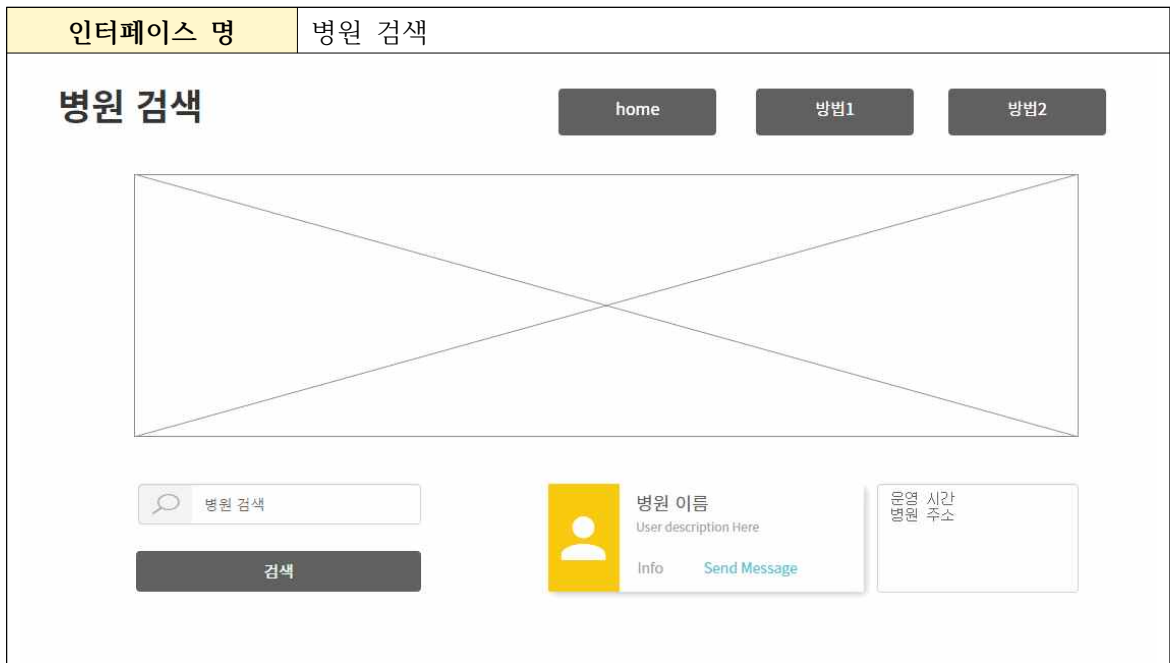 인터페이스 명
병원 검색
병원 검색
home
방법1
방법2
병원 검색
검색
병원 이름
User description Here
Info
Send Message
운영 시간
병원 주소